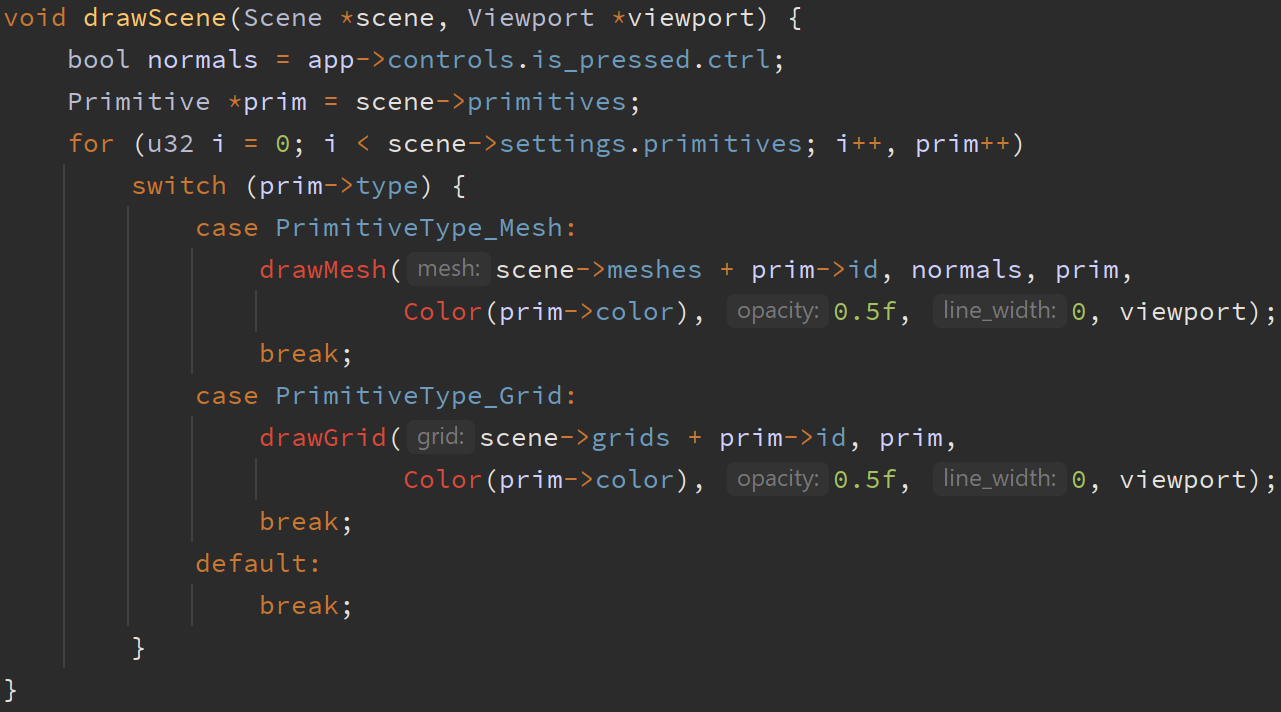 void drawScene(Scene *scene, Viewport *viewport) {
    bool normals = app->controls.is_pressed.ctrl;
    Primitive *prim = scene->primitives;
    for (u32 i = 0; i < scene->settings.primitives; i++, prim++)
        switch (prim->type) {
            case PrimitiveType_Mesh:
                drawMesh( mesh: scene->meshes + prim->id, normals, prim,
                         Color(prim->color), opacity: 0.5f, line_width: 0, viewport);
                break;
            case PrimitiveType_Grid:
                drawGrid( grid: scene->grids + prim->id, prim,
                         Color(prim->color), opacity: 0.5f, line_width: 0, viewport);
                break;
            default:
                break;
        }
}